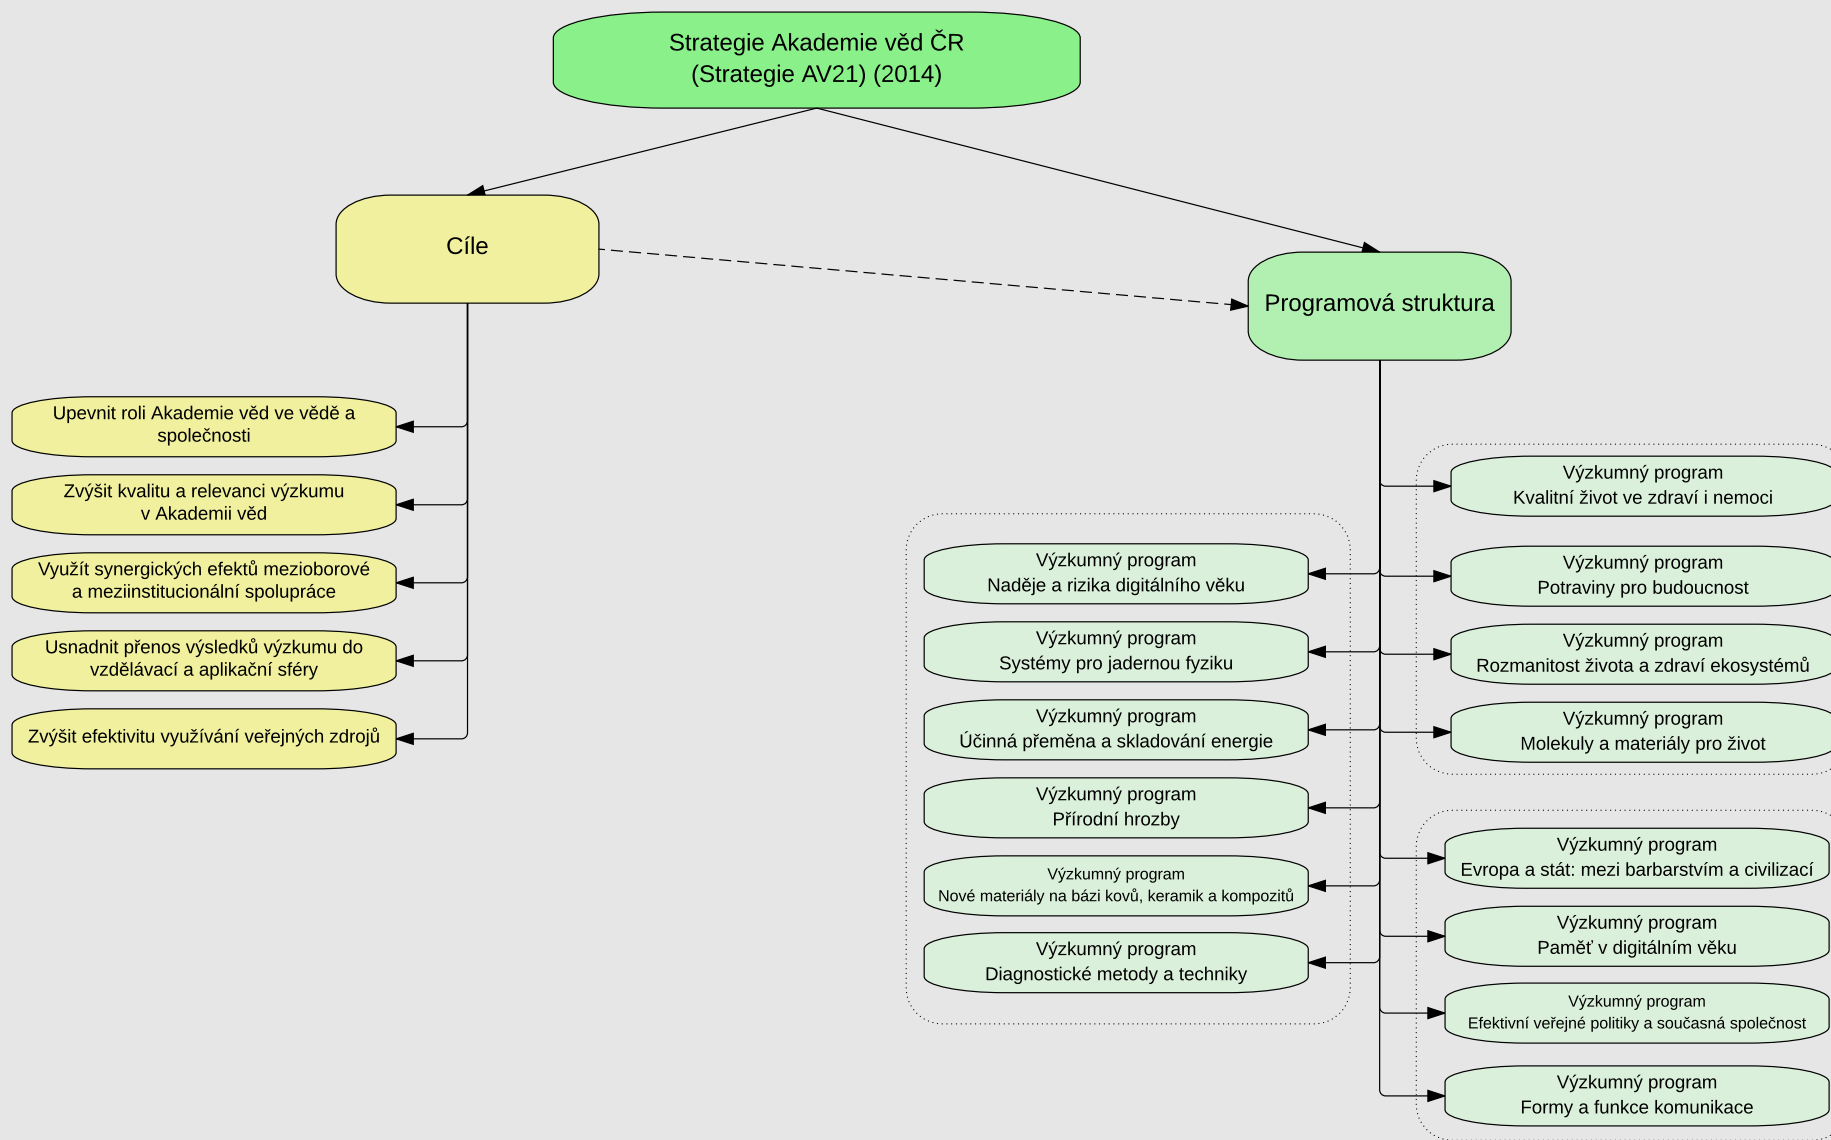 Strategie Akademie věd ČR
(Strategie AV21) (2014)
Cíle
Programová struktura
Upevnit roli Akademie věd ve vědě a
společnosti
Zvýšit kvalitu a relevanci výzkumu
v Akademii věd
Využít synergických efektů mezioborové
a meziinstitucionální spolupráce
Usnadnit přenos výsledků výzkumu do
vzdělávací a aplikační sféry
Zvýšit efektivitu využívání veřejných zdrojů
Výzkumný program
Naděje a rizika digitálního věku
Výzkumný program
Systémy pro jadernou fyziku
Výzkumný program
Účinná přeměna a skladování energie
Výzkumný program
Přírodní hrozby
Výzkumný program
Nové materiály na bázi kovů, keramik a kompozitů
Výzkumný program
Diagnostické metody a techniky
Výzkumný program
Kvalitní život ve zdraví i nemoci
Výzkumný program
Potraviny pro budoucnost
Výzkumný program
Rozmanitost života a zdraví ekosystémů
Výzkumný program
Molekuly a materiály pro život
Výzkumný program
Evropa a stát: mezi barbarstvím a civilizací
Výzkumný program
Paměť v digitálním věku
Výzkumný program
Efektivní veřejné politiky a současná společnost
Výzkumný program
Formy a funkce komunikace